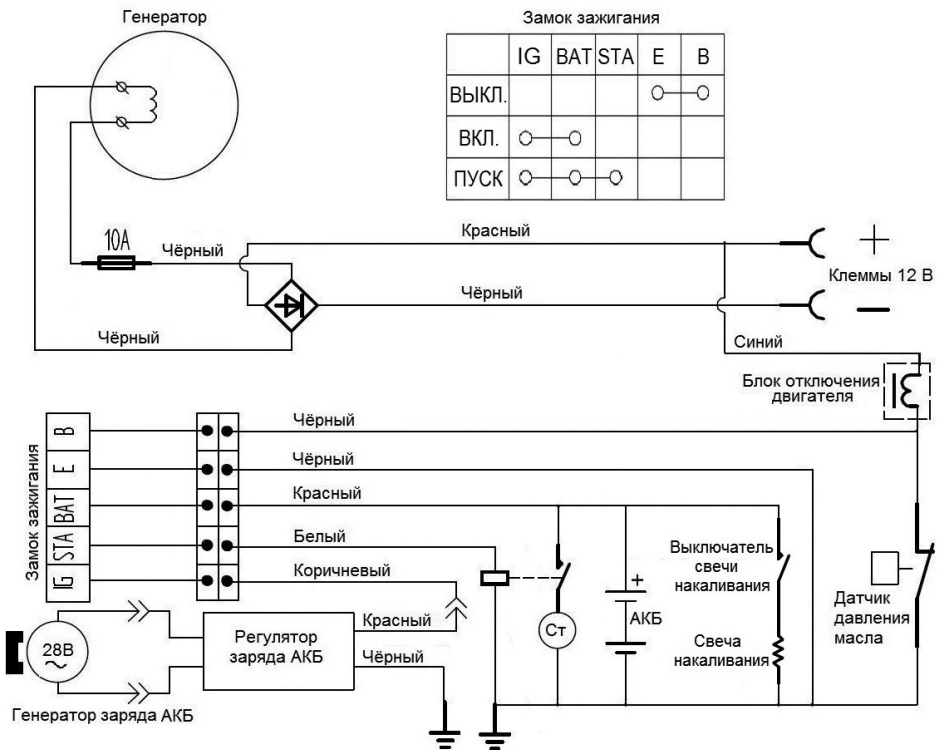 Генератор
Замок зажигания
IG BAT STA E B
ВЫКЛ.
ВКЛ.
ПУСК
Красный
10А
Чёрный
+
Клеммы 12 В
Чёрный
—
Чёрный
Синий
Блок отключения
двигателя
Замок зажигания
B
Чёрный
E
Чёрный
BAT
Красный
STA
Белый
IG
Коричневый
Выключатель
свечи
накаливания
+
АКБ
Ст
Датчик
давления
масла
Свеча
накаливания
28В
~
Регулятор
заряда АКБ
Красный
Чёрный
Генератор заряда АКБ